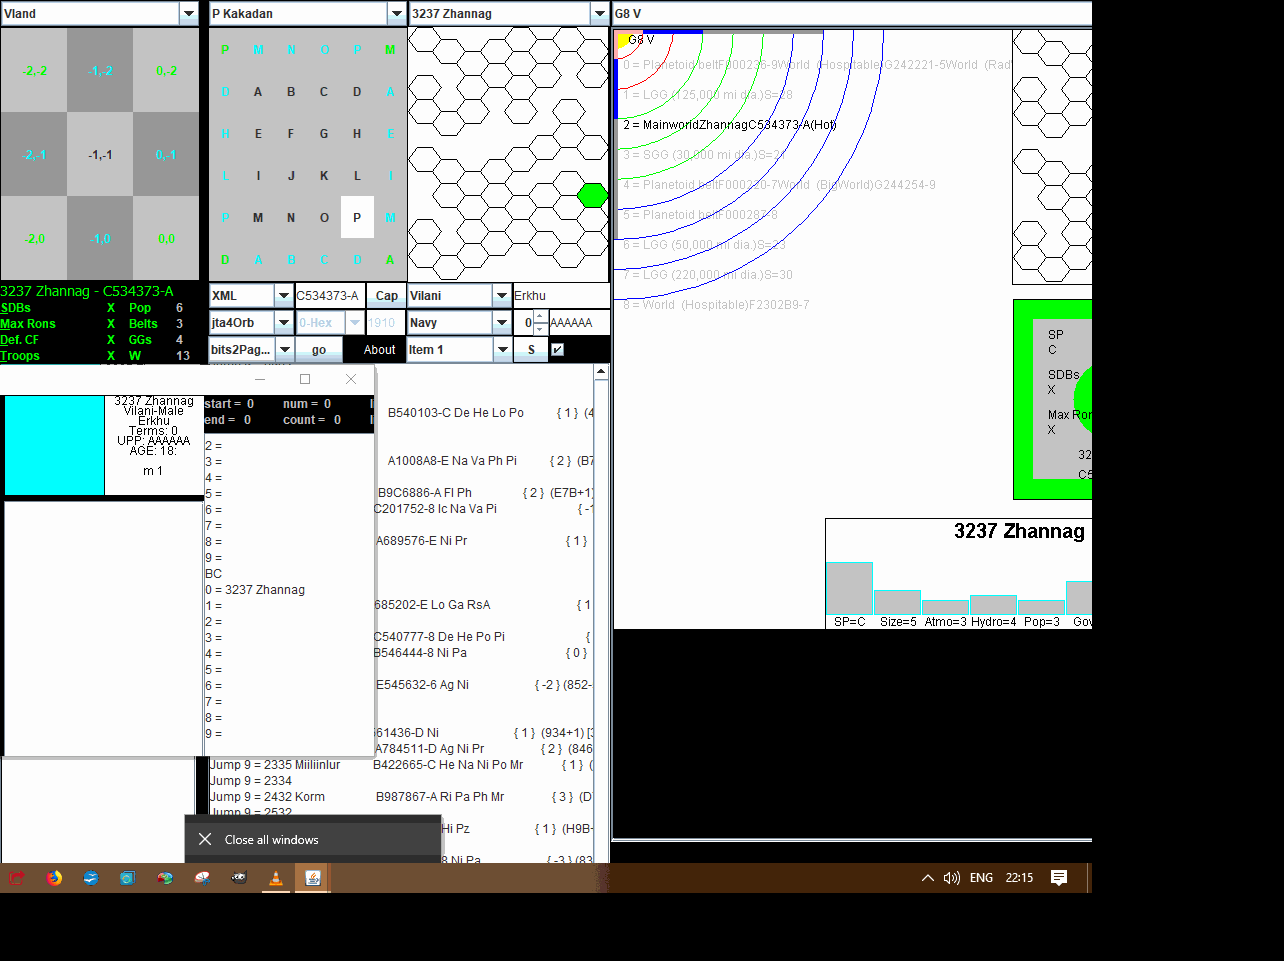 Vland
P Kakadan
3237 Zhannag
G8 V
-2,-2 -1,-2 0,-2
-2,-1 -1,-1 0,-1
-2,0 -1,0 0,0
P M N O P M
D A B C D A
H E F G H E
L I J K L I
P M N O P M
D A B C D A
G8 V
0 = Planetoid beltF000236-9World (Hospitable)G242221-5World (Rad
1 = LGG (125,000 mi dia.)S=28
2 = MainworldZhannagC534373-A(Hot)
3 = SGG (30,000 mi dia.)S=21
4 = Planetoid beltF000220-7World (BigWorld)G244254-9
5 = Planetoid beltF000287-8
6 = LGG (50,000 mi dia.)S=23
7 = LGG (220,000 mi dia.)S=30
8 = World (Hospitable)F2302B9-7
3237 Zhannag - C534373-A
SDBs X Pop 6
Max Rons X Belts 3
Def. CF X GGs 4
Troops X W 13
XML C534373-A Cap Vilani Erkhu
jta4Orb 0-Hex 1910 Navy 0 AAAAAA
bits2Pag... go About Item 1 S
3237 Zhannag
Vilani-Male
Erkhu
Terms: 0
UPP: AAAAAA
AGE: 18:
m 1
start = 0 num = 0
end = 0 count = 0
2 =
3 =
4 =
5 =
6 =
7 =
8 =
9 =
BC
0 = 3237 Zhannag
1 =
2 =
3 =
4 =
5 =
6 =
7 =
8 =
9 =
B540103-C De He Lo Po { 1 } (4
A1008A8-E Na Va Ph Pi { 2 } (B7
B9C6886-A Fl Ph { 2 } (E7B+1)
C201752-8 Ic Na Va Pi { -1
A689576-E Ni Pr { 1 }
685202-E Lo Ga RsA { 1
C540777-8 De He Po Pi {
B546444-8 Ni Pa { 0 }
E545632-6 Ag Ni { -2 } (852-
61436-D Ni { 1 } (934+1) [3
A784511-D Ag Ni Pr { 2 } (846
Jump 9 = 2335 Miiliinlur B422665-C He Na Ni Po Mr { 1 } (
Jump 9 = 2334
Jump 9 = 2432 Korm B987867-A Ri Pa Ph Mr { 3 } (D
Jump 9 = 2532
Hi Pz { 1 } (H9B+
8 Ni Pa { -3 } (83
Close all windows
SP
C
SDBs
X
Max Ror
X
32
C5
3237 Zhannag
SP=C Size=5 Atmo=3 Hydro=4 Pop=3 Gov
ENG 22:15